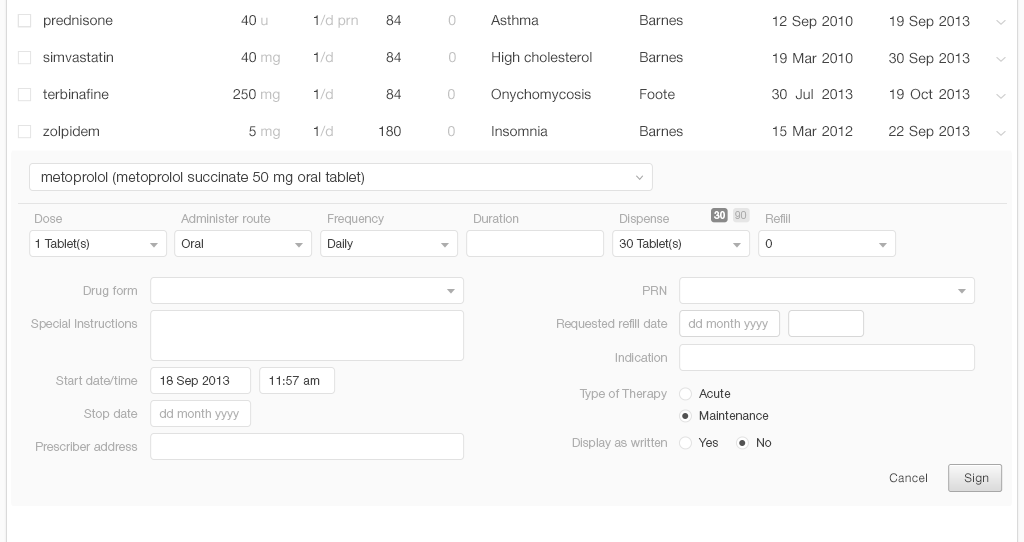 prednisone 40 u 1/d prn 84 0 Asthma Barnes 12 Sep 2010 19 Sep 2013
simvastatin 40 mg 1/d 84 0 High cholesterol Barnes 19 Mar 2010 30 Sep 2013
terbinafine 250 mg 1/d 84 0 Onychomycosis Foote 30 Jul 2013 19 Oct 2013
zolpidem 5 mg 1/d 180 0 Insomnia Barnes 15 Mar 2012 22 Sep 2013
metoprolol (metoprolol succinate 50 mg oral tablet)
Dose Administer route Frequency Duration Dispense 30 90 Refill
1 Tablet(s) Oral Daily 30 Tablet(s) 0
Drug form PRN
Special Instructions Requested refill date dd month yyyy
Indication
Start date/time 18 Sep 2013 11:57 am Type of Therapy Acute
Stop date dd month yyyy Maintenance
Prescriber address Display as written Yes No
Cancel Sign